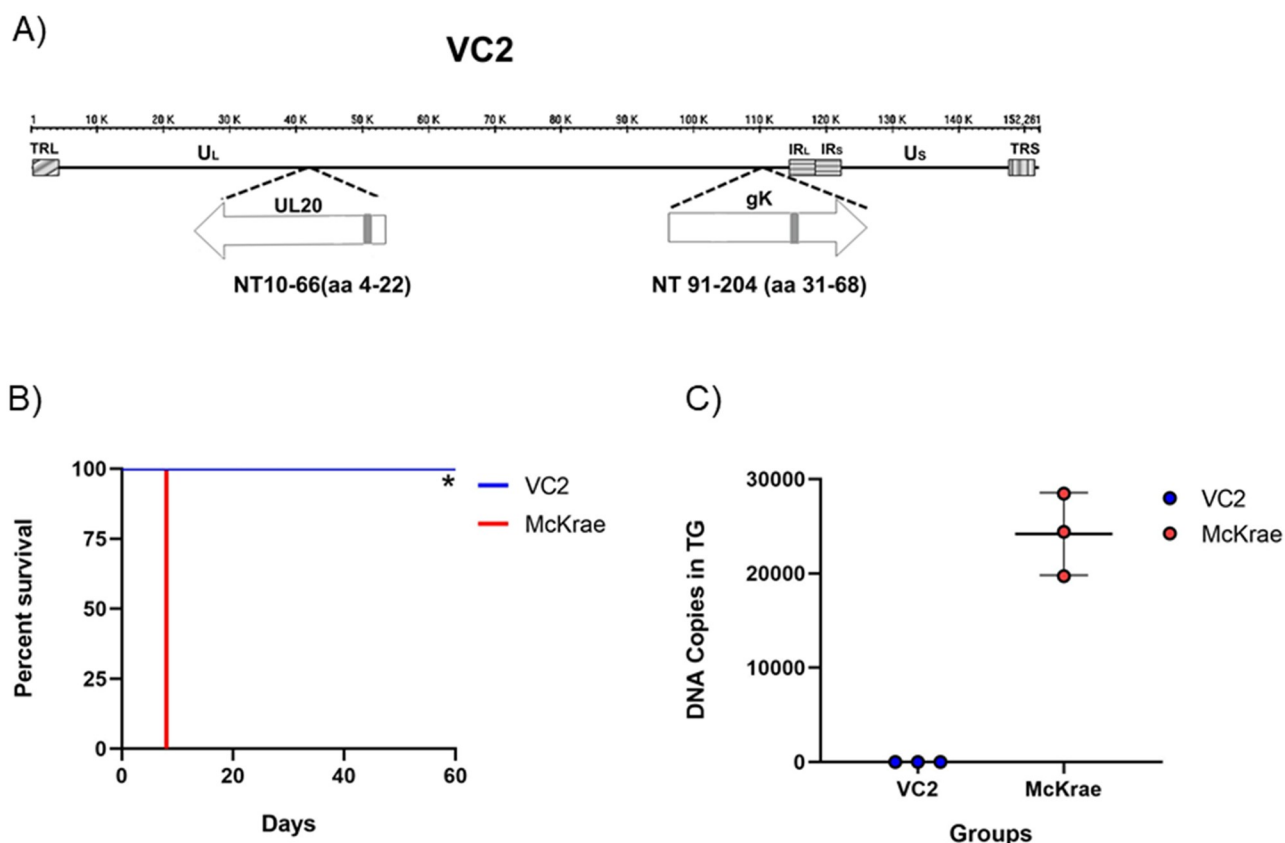 A)
VC2
1 10 K 20 K 30 K 40 K 50 K 60 K 70 K 80 K 90 K 100 K 110 K 120 K 130 K 140 K 152,261
TRL UL IRL IRS US TRS
UL20 gK
NT10-66(aa 4-22) NT 91-204 (aa 31-68)
B)
Percent survival
100
75
50
25
0
0 20 40 60
Days
*
VC2
McKrae
C)
DNA Copies in TG
30000
20000
10000
0
VC2 McKrae
Groups
VC2
McKrae